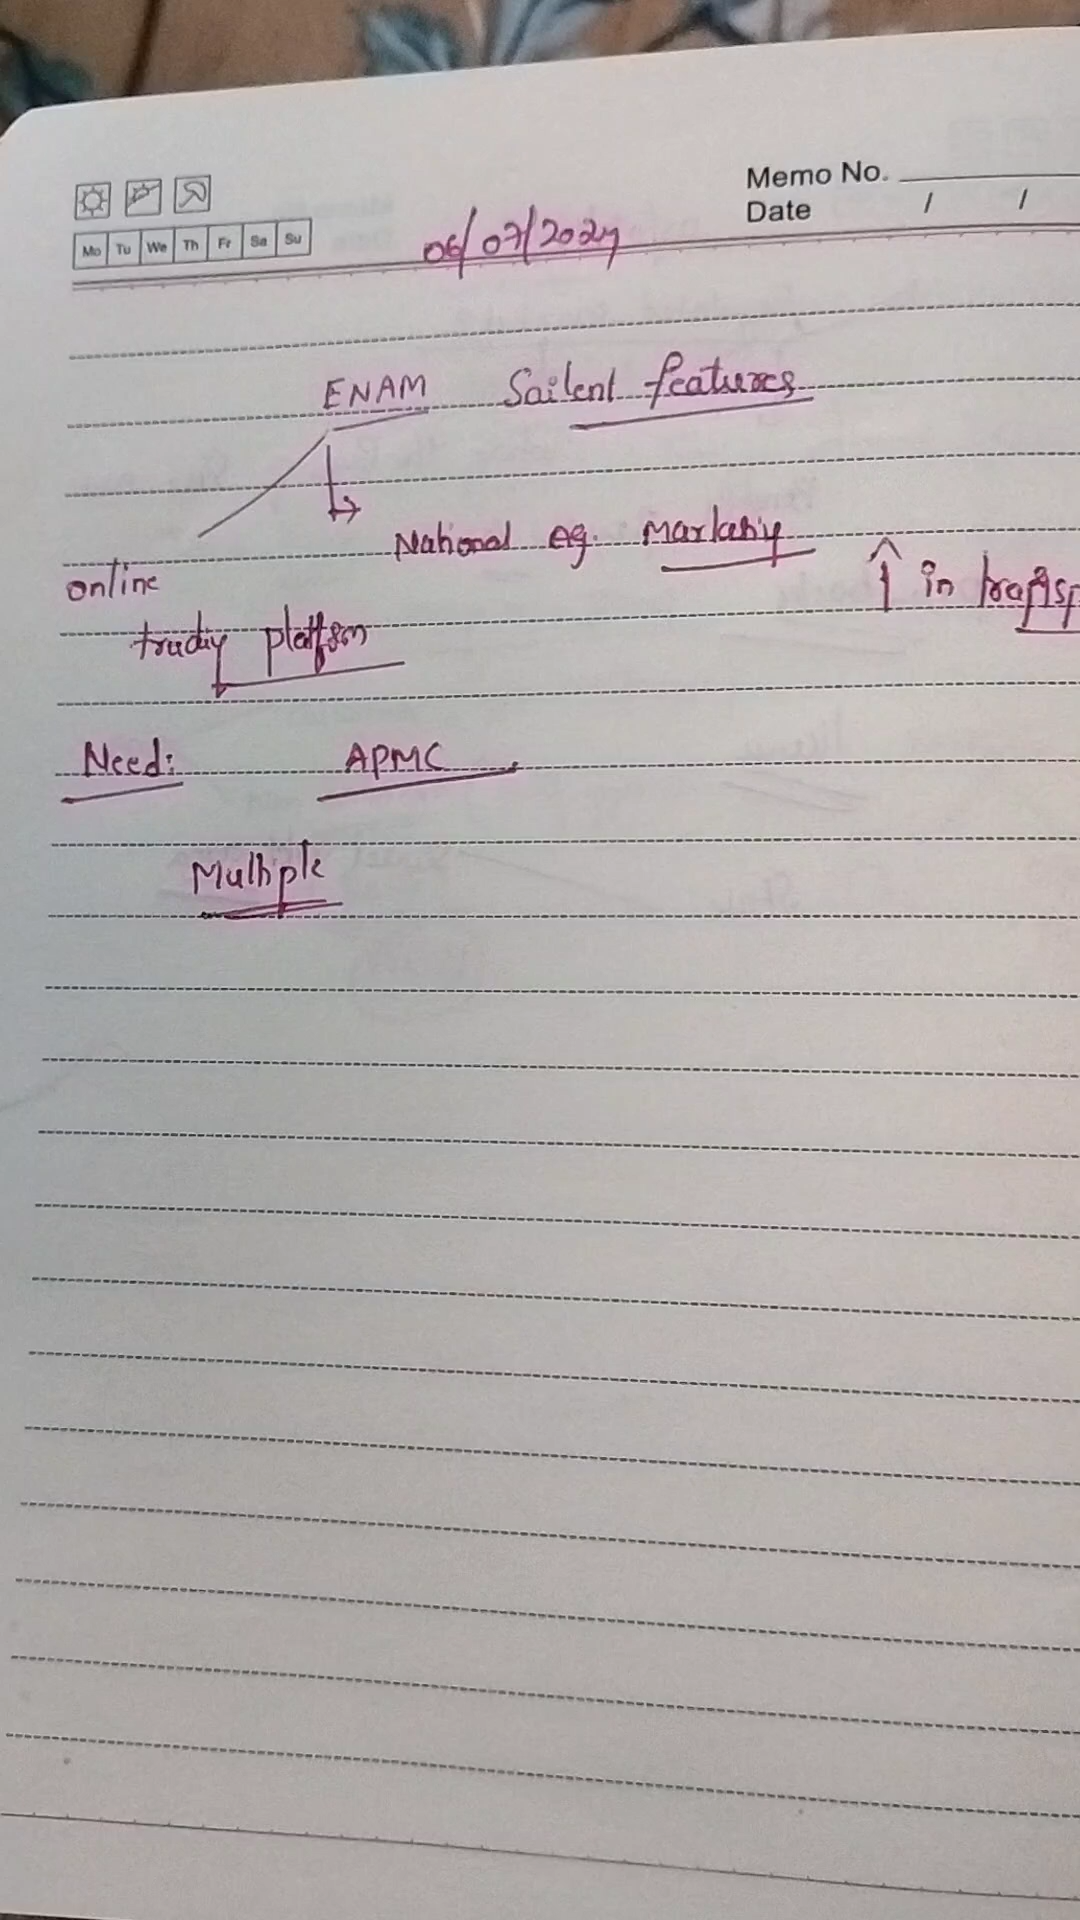 Memo No.
Date / /
Mo Tu We Th Fr Sa Su
06/07/2024
ENAM Sailent features
National ag. Marketing
online
trading platform
↑ in transp
Need: APMC
Multiple